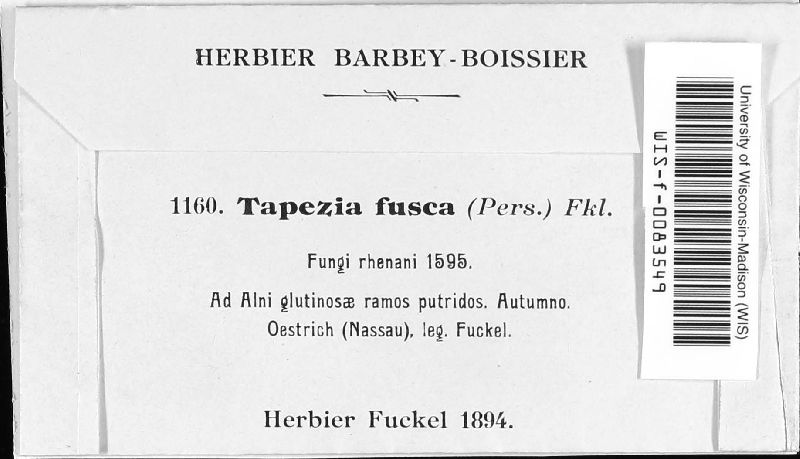 HERBIER BARBEY-BOISSIER
1160. Tapezia fusca (Pers.) Fkl.
Fungi rhenani 1595.
Ad Alni glutinosæ ramos putridos. Autumno.
Oestrich (Nassau), leg. Fuckel.
Herbier Fuckel 1894.
University of Wisconsin-Madison (WIS)
WIS-f-0083549